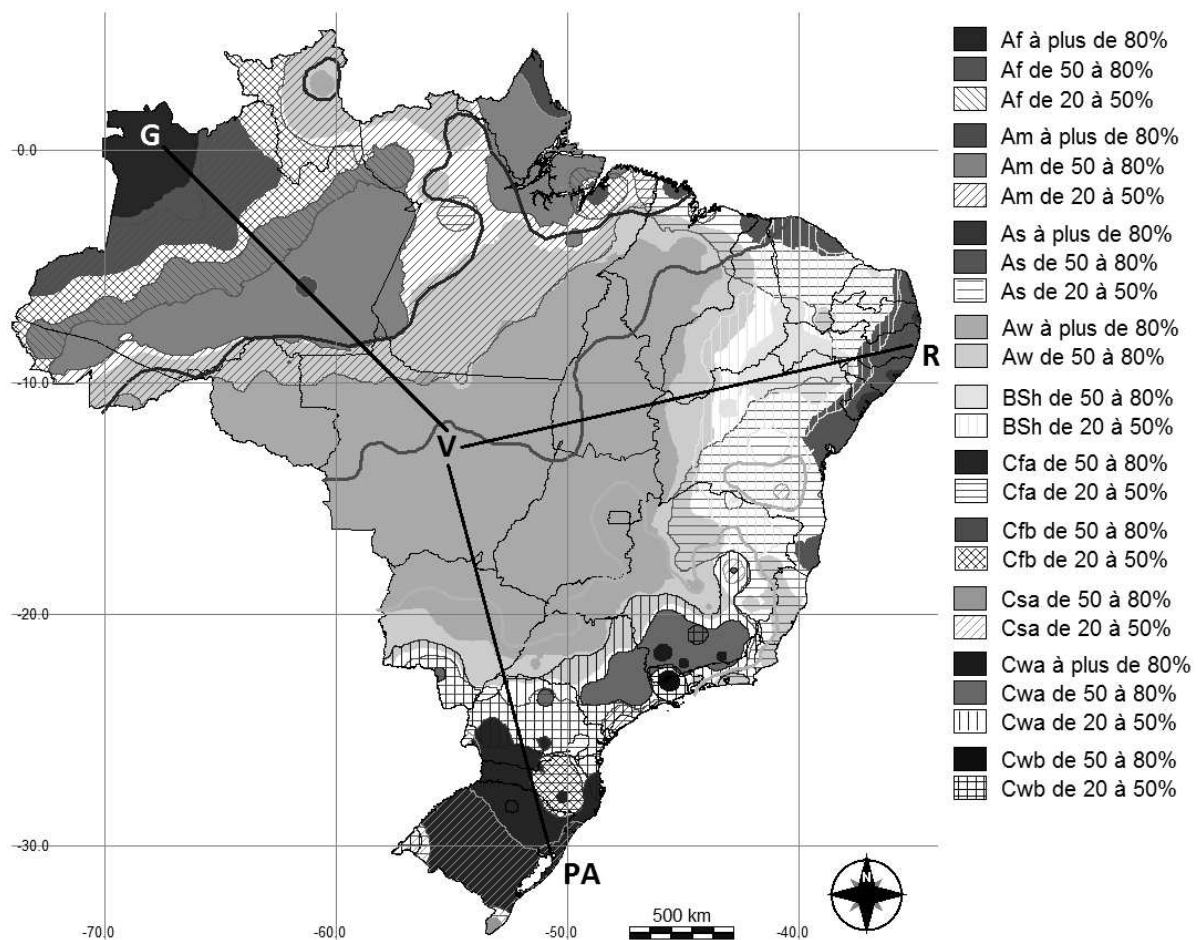 G
V
R
PA
0.0
-10.0
-20.0
-30.0
-70.0
-60.0
-50.0
-40.0
500 km
N
Af à plus de 80%
Af de 50 à 80%
Af de 20 à 50%
Am à plus de 80%
Am de 50 à 80%
Am de 20 à 50%
As à plus de 80%
As de 50 à 80%
As de 20 à 50%
Aw à plus de 80%
Aw de 50 à 80%
BSh de 50 à 80%
BSh de 20 à 50%
Cfa de 50 à 80%
Cfa de 20 à 50%
Cfb de 50 à 80%
Cfb de 20 à 50%
Csa de 50 à 80%
Csa de 20 à 50%
Cwa à plus de 80%
Cwa de 50 à 80%
Cwa de 20 à 50%
Cwb de 50 à 80%
Cwb de 20 à 50%